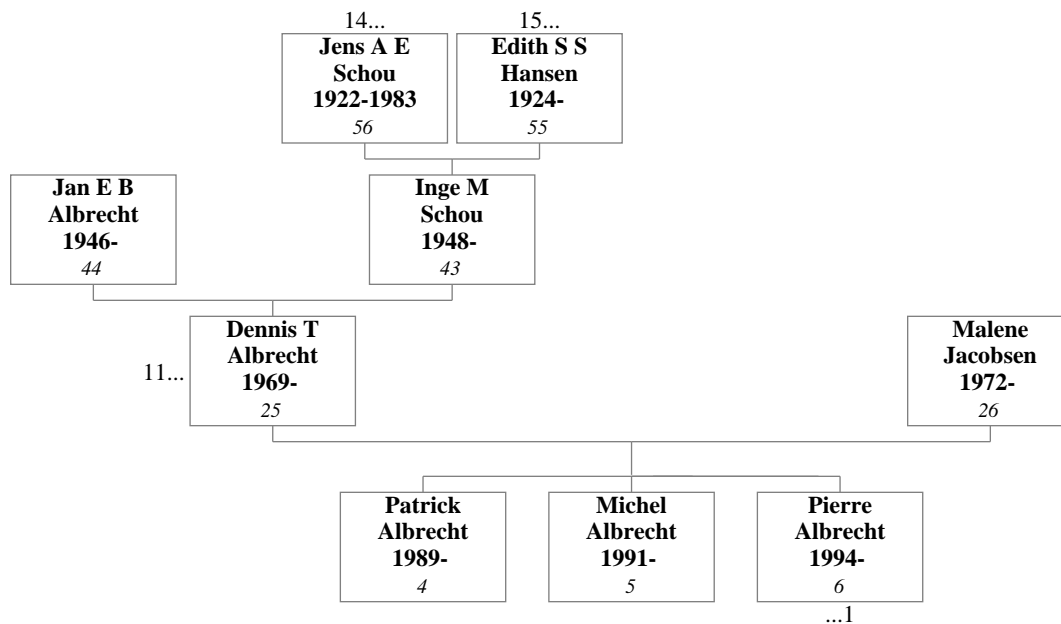 14...
15...
Jens A E
Schou
1922-1983
56
Edith S S
Hansen
1924-
55
Jan E B
Albrecht
1946-
44
Inge M
Schou
1948-
43
11...
Dennis T
Albrecht
1969-
25
Malene
Jacobsen
1972-
26
Patrick
Albrecht
1989-
4
Michel
Albrecht
1991-
5
Pierre
Albrecht
1994-
6
...1